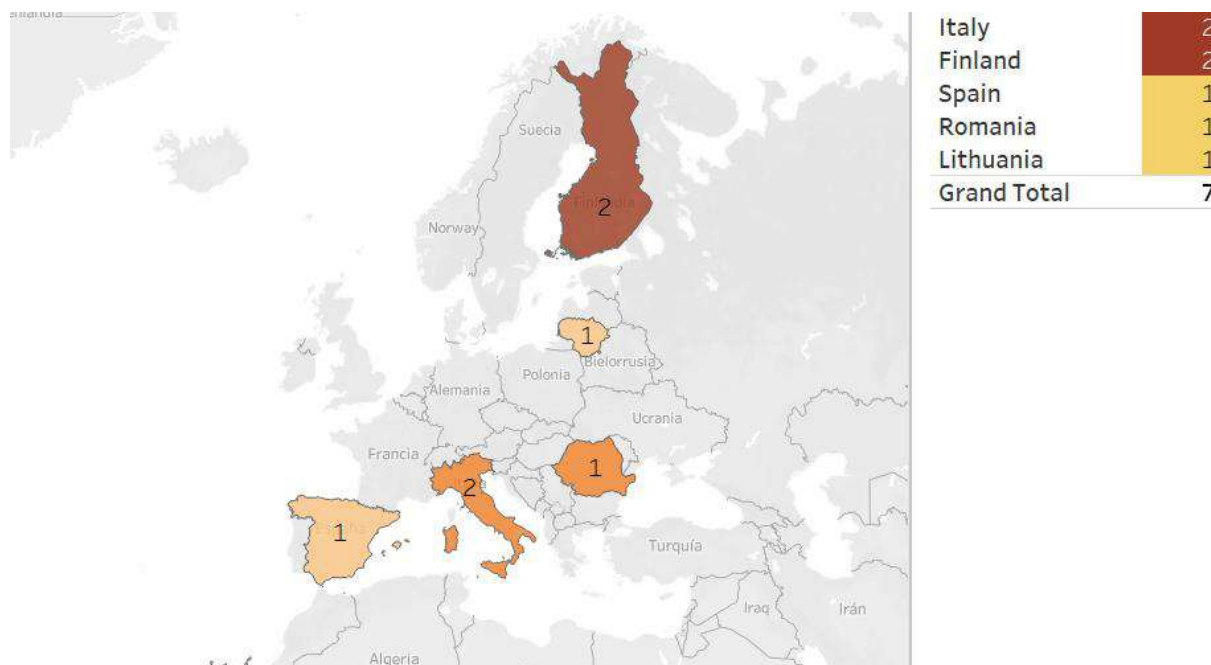 Italy 2
Finland 2
Spain 1
Romania 1
Lithuania 1
Grand Total 7
Suecia
Norway
Finlandia
2
1
Bielorrusia
Polonia
Alemania
Ucrania
Francia
1
2
España
1
Turquía
Iraq
Irán
Algeria